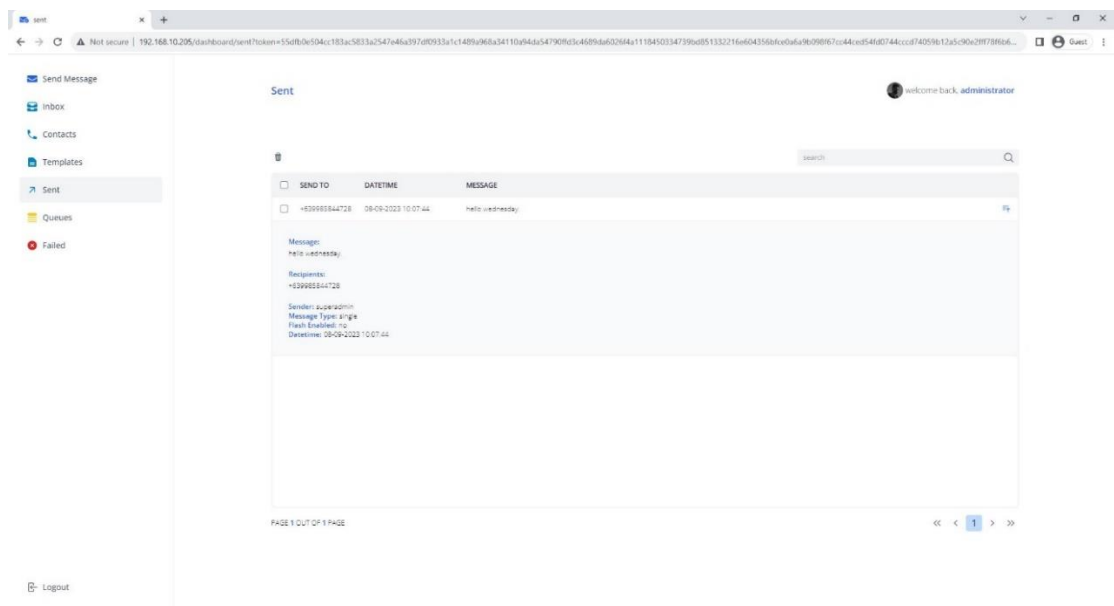 sent
Not secure
192.168.10.205/dashboard/sent?token=
Guest
Send Message
Inbox
Contacts
Templates
Sent
Queues
Failed
Sent
welcome back, administrator
search
SEND TO DATETIME MESSAGE
+639985844728 08-09-2023 10:07:44 hello wednesday
Message:
hello wednesday
Recipients:
+639985844728
Sender: superadmin
Message Type: single
Flash Enabled: no
Datetime: 08-09-2023 10:07:44
PAGE 1 OUT OF 1 PAGE
1
Logout